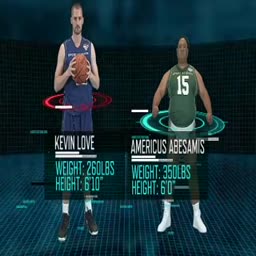 15
KEVIN LOVE
WEIGHT: 260LBS
HEIGHT: 6'10"
AMERICUS ABESAMIS
WEIGHT: 350LBS
HEIGHT: 6'0"